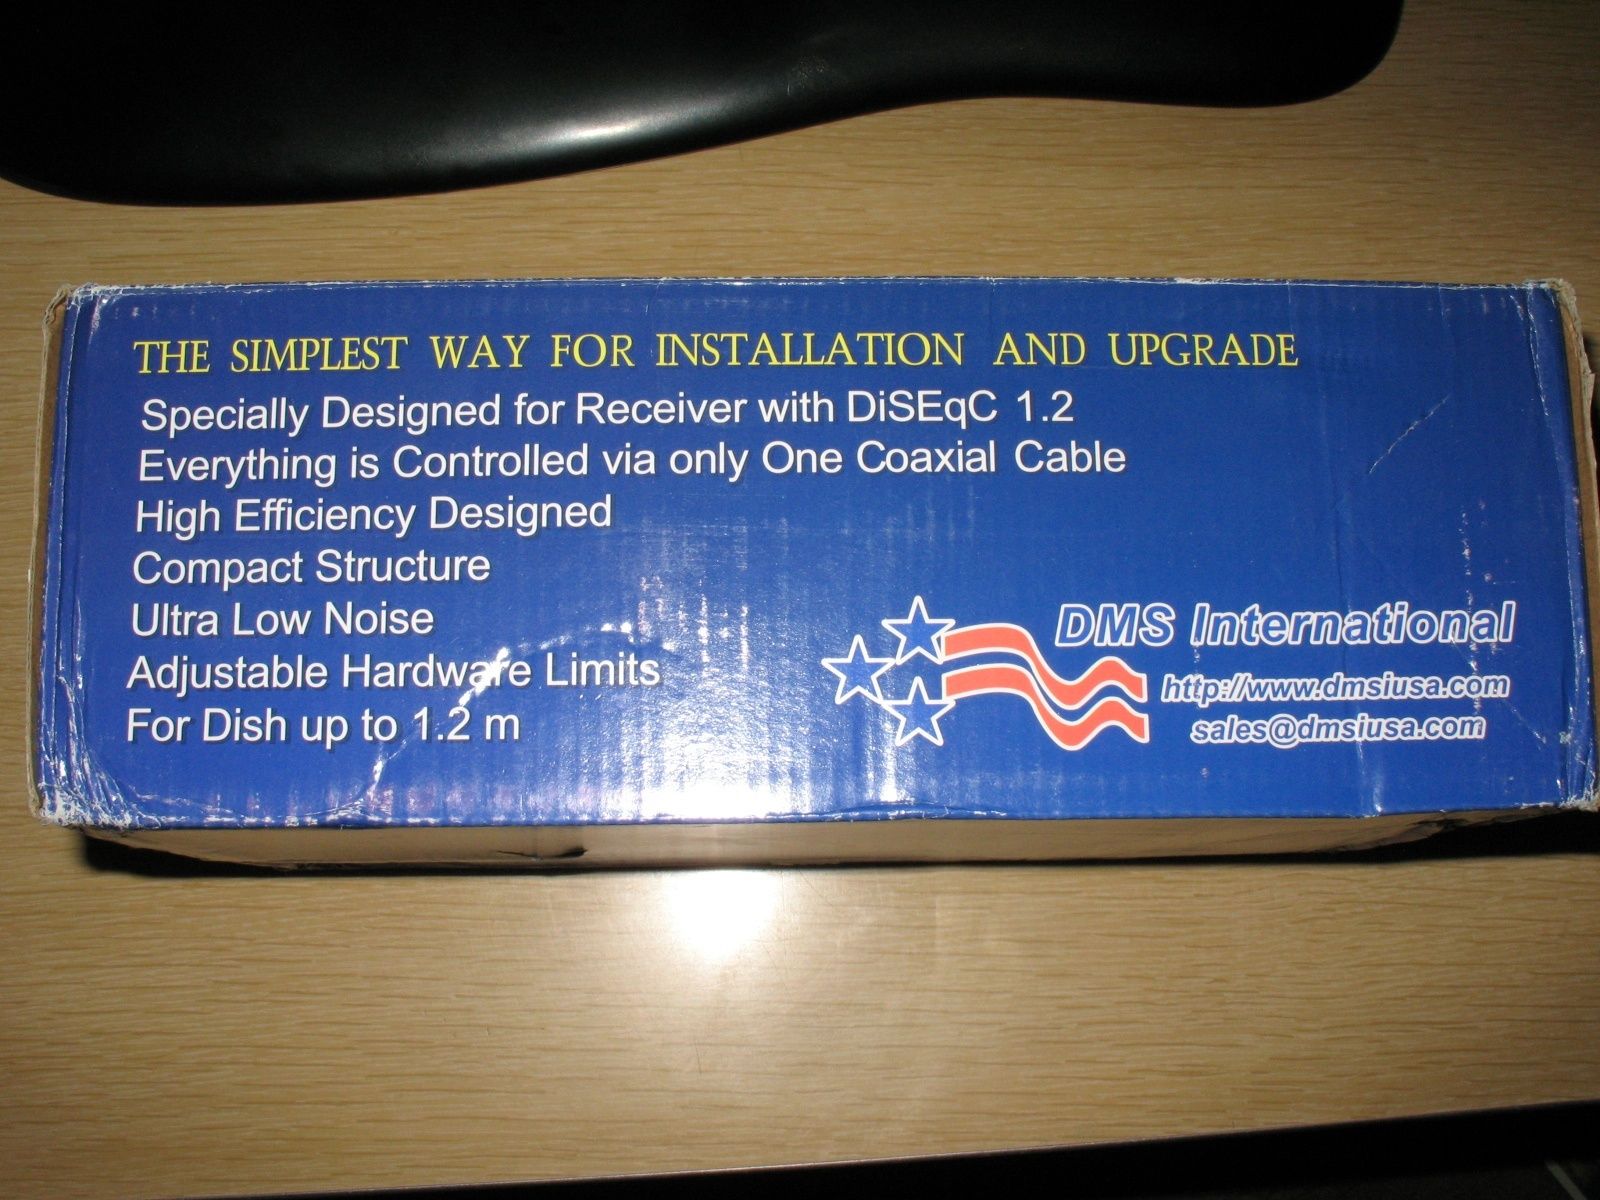 THE SIMPLEST WAY FOR INSTALLATION AND UPGRADE
Specially Designed for Receiver with DiSEqC 1.2
Everything is Controlled via only One Coaxial Cable
High Efficiency Designed
Compact Structure
Ultra Low Noise
Adjustable Hardware Limits
For Dish up to 1.2 m
DMS International
http://www.dmsiusa.com
sales@dmsiusa.com